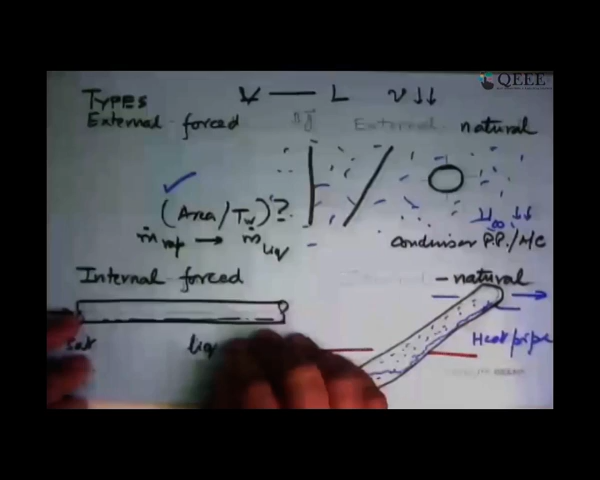 QEEE
TYPES V — L v ↓↓
External forced External natural
(Area / Tw) ?
ṁvap → ṁliq condenser P.P. / A/C
Internal forced - natural
sat liq Heat pipe